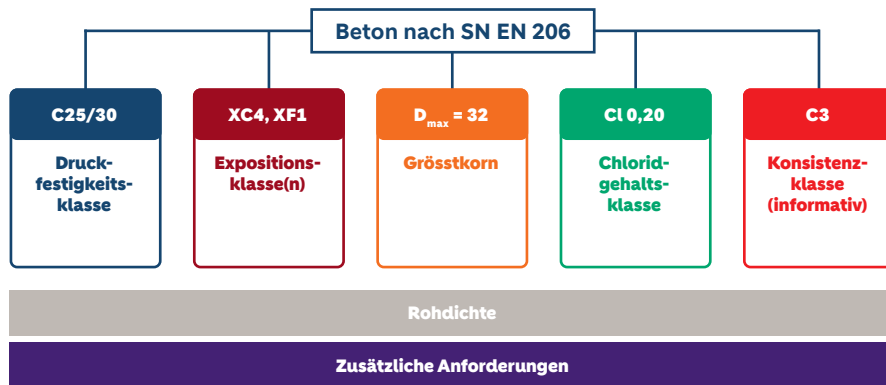 Beton nach SN EN 206
C25/30
Druck-
festigkeits-
klasse
XC4, XF1
Expositions-
klasse(n)
Dmax = 32
Grösstkorn
Cl 0,20
Chlorid-
gehalts-
klasse
C3
Konsistenz-
klasse
(informativ)
Rohdichte
Zusätzliche Anforderungen